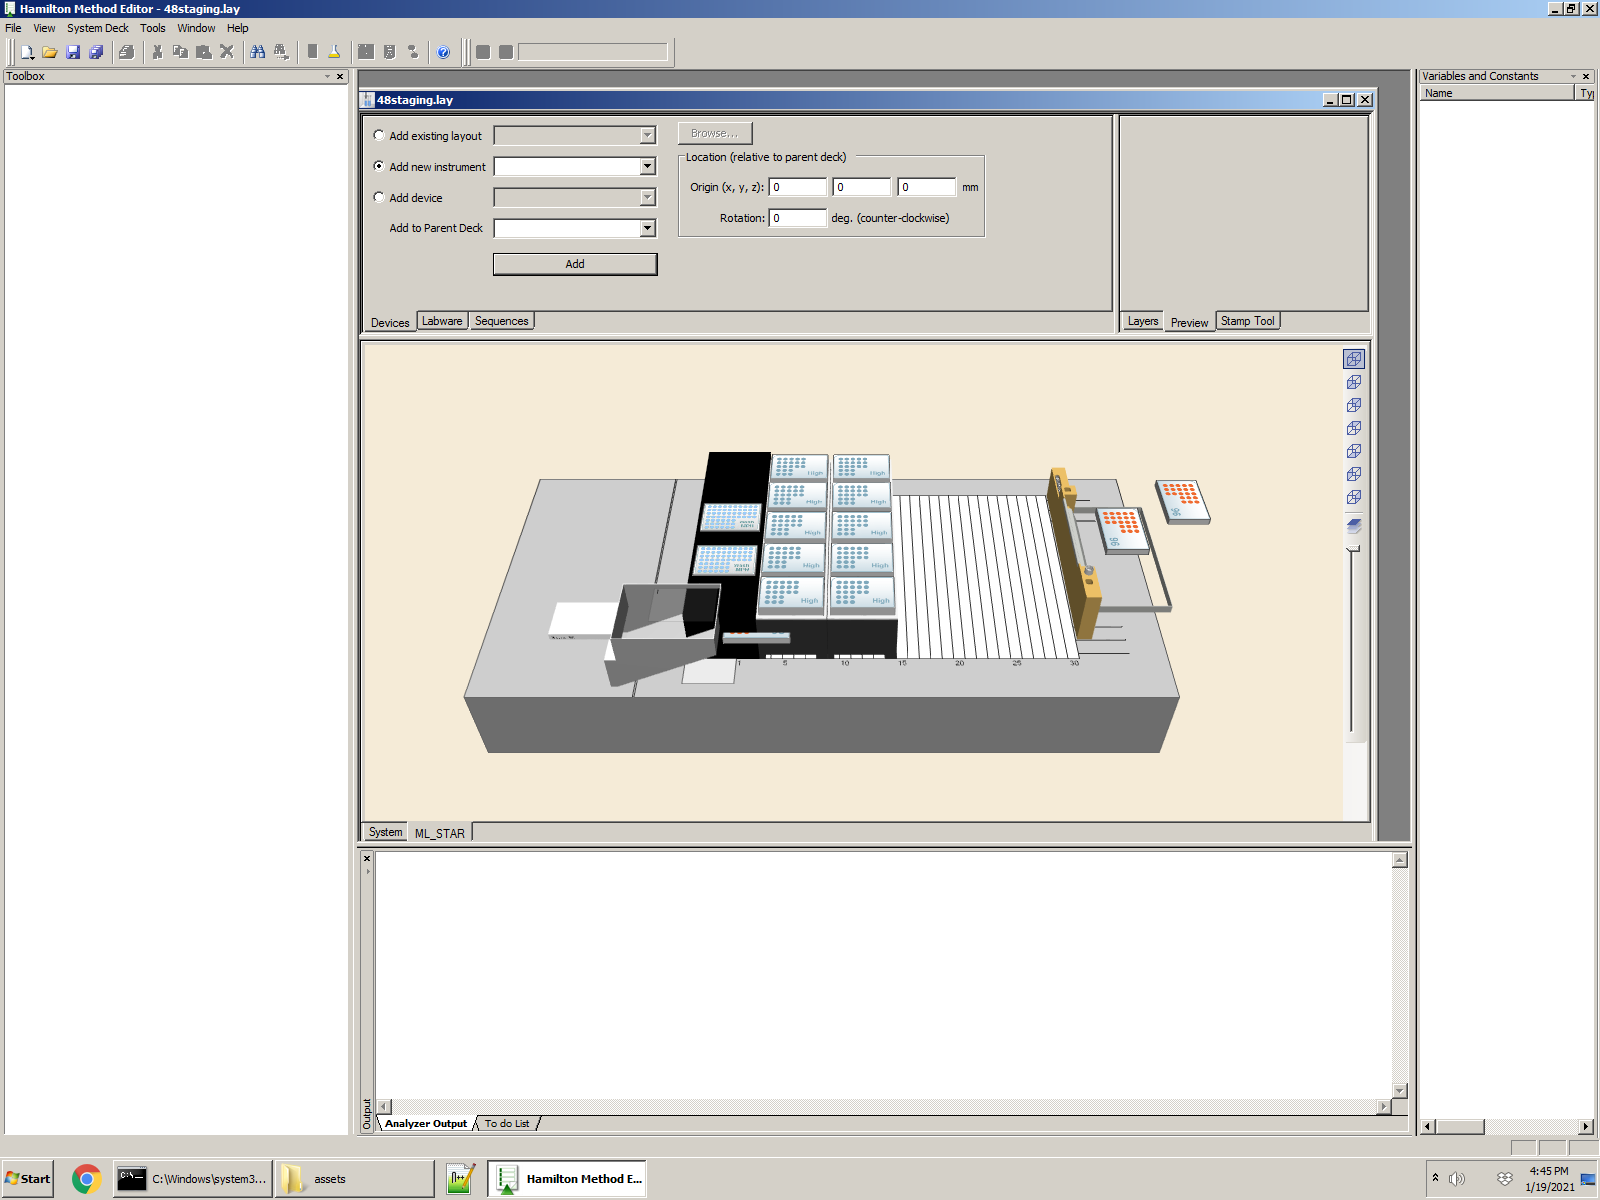 Hamilton Method Editor - 48staging.lay
File View System Deck Tools Window Help
Toolbox
48staging.lay
Variables and Constants
Name
Add existing layout
Browse...
Add new instrument
Add device
Add to Parent Deck
Add
Location (relative to parent deck)
Origin (x, y, z): 0 0 0 mm
Rotation: 0 deg. (counter-clockwise)
Devices Labware Sequences
Layers Preview Stamp Tool
High High
High High
High High
High High
High High
96
96
1 5 10 15 20 25 30
System ML_STAR
Output
Analyzer Output To do List
Start
C:\Windows\system3...
assets
Hamilton Method E...
4:45 PM
1/19/2021